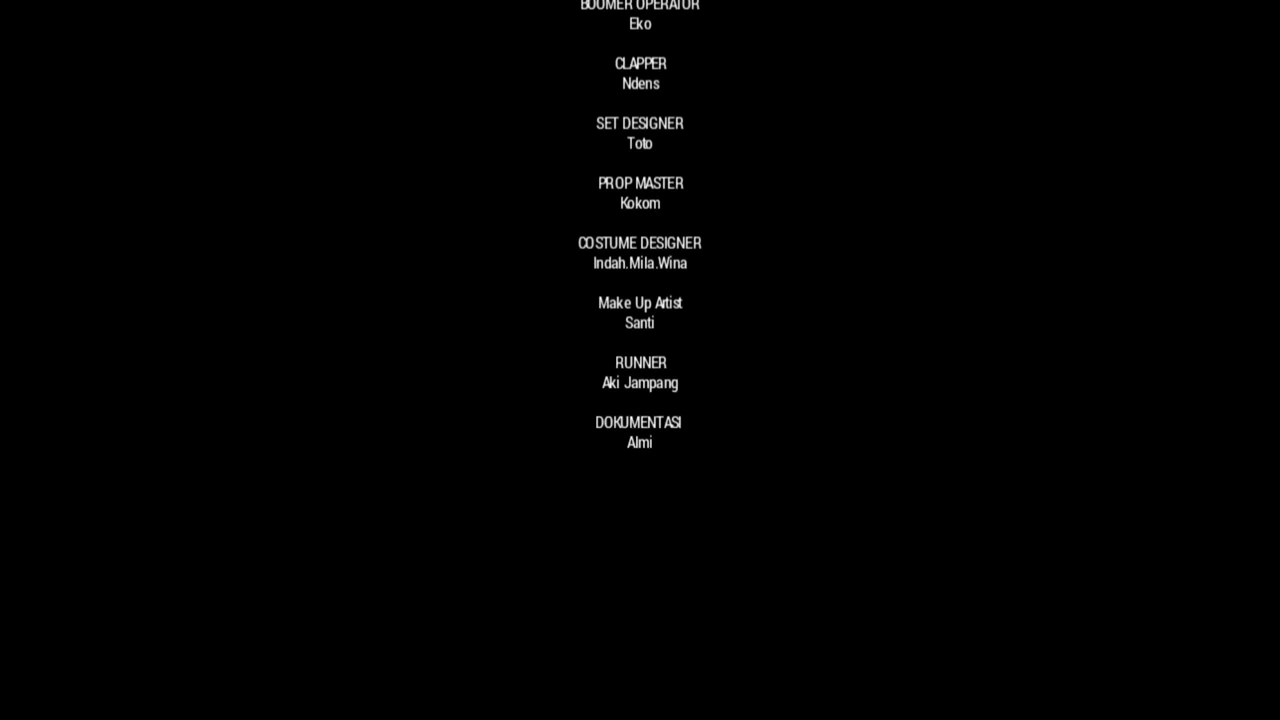 BOOMER OPERATOR
Eko
CLAPPER
Ndens
SET DESIGNER
Toto
PROP MASTER
Kokom
COSTUME DESIGNER
Indah.Mila.Wina
Make Up Artist
Santi
RUNNER
Aki Jampang
DOKUMENTASI
Almi